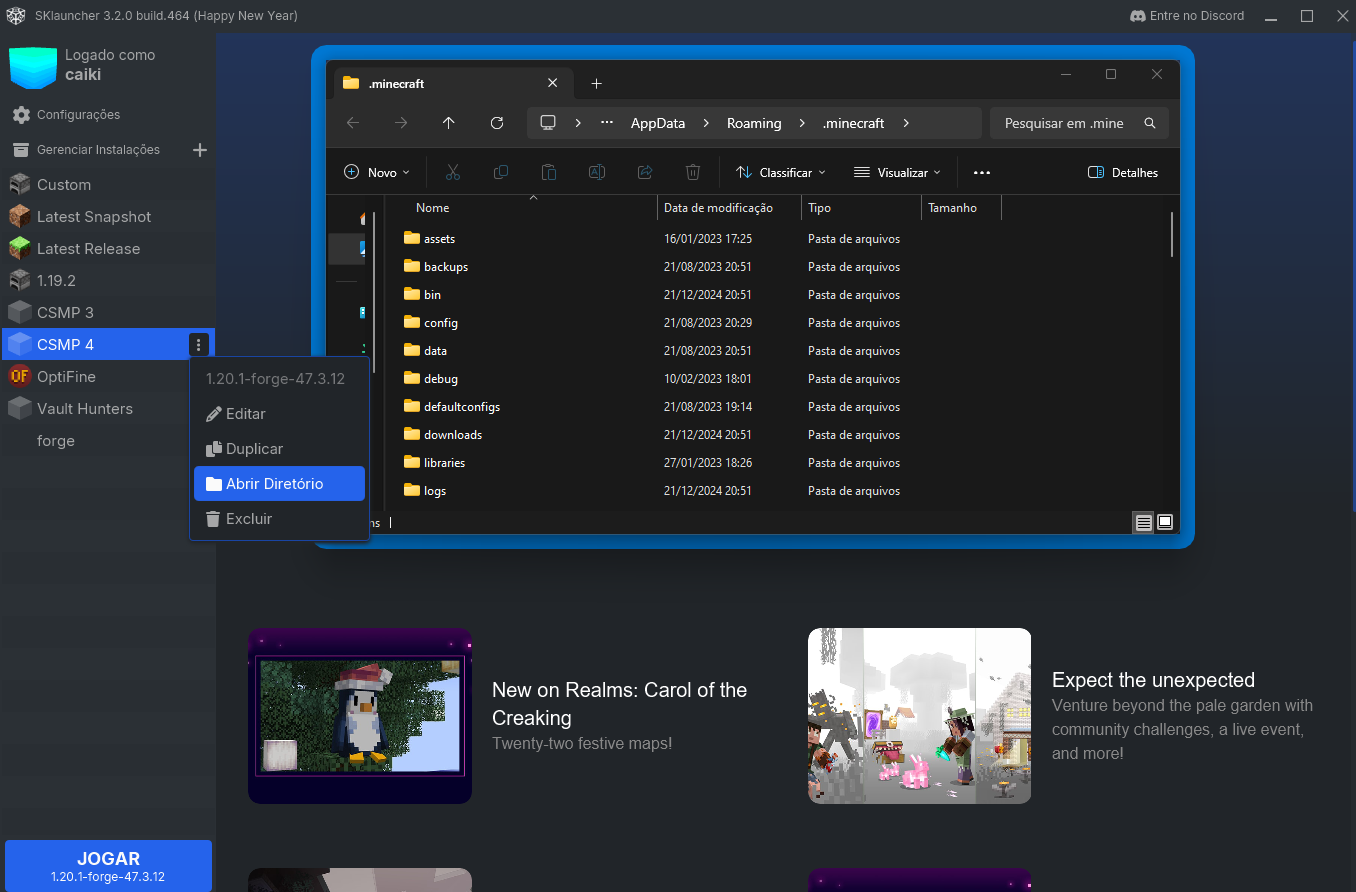 SKlauncher 3.2.0 build.464 (Happy New Year)
Entre no Discord
Logado como
caiki
Configurações
Gerenciar Instalações
Custom
Latest Snapshot
Latest Release
1.19.2
CSMP 3
CSMP 4
OptiFine
Vault Hunters
forge
1.20.1-forge-47.3.12
Editar
Duplicar
Abrir Diretório
Excluir
JOGAR
1.20.1-forge-47.3.12
.minecraft
AppData > Roaming > .minecraft >
Pesquisar em .mine
Novo
Classificar
Visualizar
Detalhes
Nome Data de modificação Tipo Tamanho
assets 16/01/2023 17:25 Pasta de arquivos
backups 21/08/2023 20:51 Pasta de arquivos
bin 21/12/2024 20:51 Pasta de arquivos
config 21/08/2023 20:29 Pasta de arquivos
data 21/08/2023 20:51 Pasta de arquivos
debug 10/02/2023 18:01 Pasta de arquivos
defaultconfigs 21/08/2023 19:14 Pasta de arquivos
downloads 21/12/2024 20:51 Pasta de arquivos
libraries 27/01/2023 18:26 Pasta de arquivos
logs 21/12/2024 20:51 Pasta de arquivos
ns |
New on Realms: Carol of the
Creaking
Twenty-two festive maps!
Expect the unexpected
Venture beyond the pale garden with
community challenges, a live event,
and more!